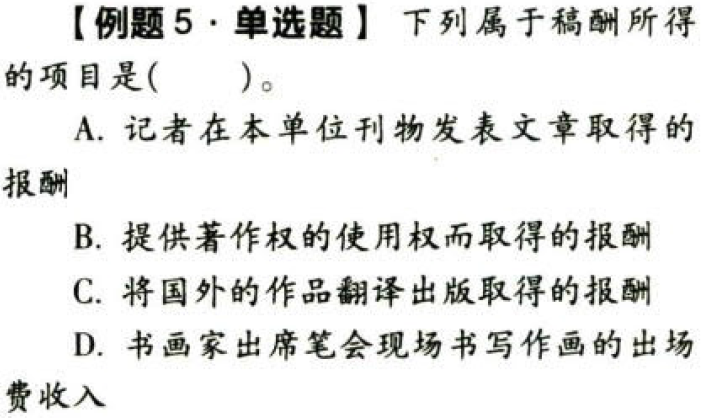 【例题5·单选题】 下列属于稿酬所得
的项目是( )。
A. 记者在本单位刊物发表文章取得的
报酬
B. 提供著作权的使用权而取得的报酬
C. 将国外的作品翻译出版取得的报酬
D. 书画家出席笔会现场书写作画的出场
费收入